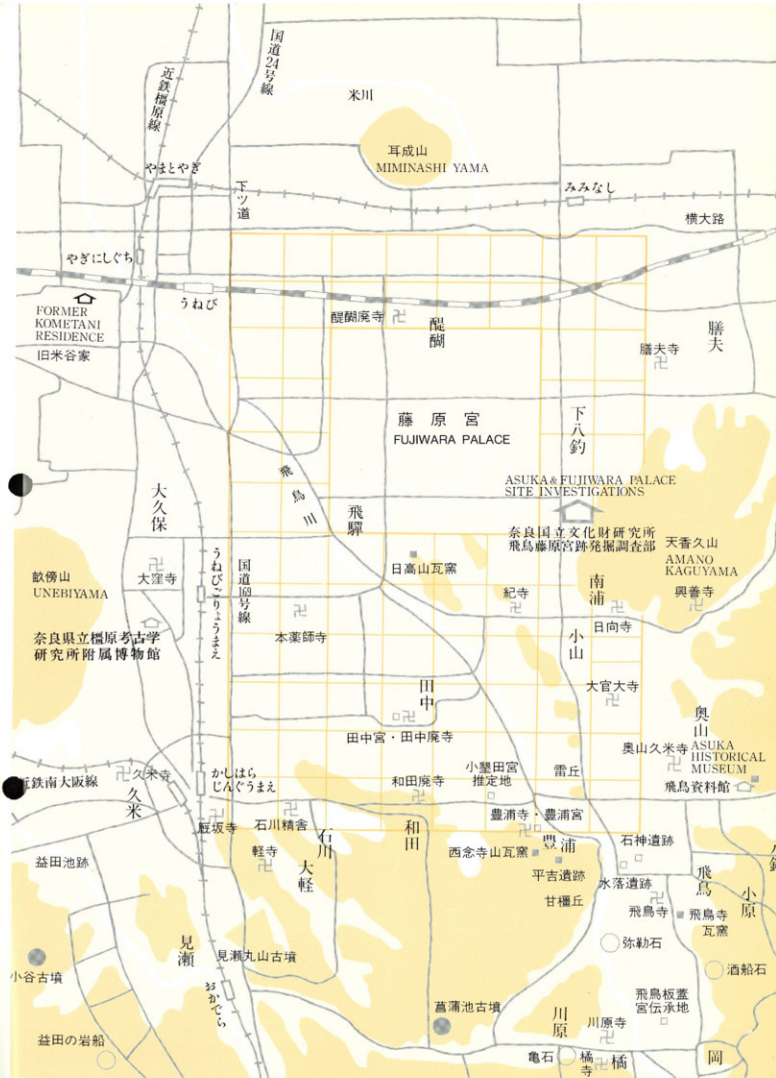 国道24号線
近鉄橿原線
米川
耳成山
MIMINASHI YAMA
やまとやぎ
下ツ道
みみなし
横大路
やぎにしぐち
うねび
FORMER
KOMETANI
RESIDENCE
旧米谷家
醍醐廃寺
醍醐
膳夫
膳夫寺
藤原宮
FUJIWARA PALACE
下八釣
飛鳥川
飛驒
ASUKA & FUJIWARA PALACE
SITE INVESTIGATIONS
奈良国立文化財研究所
飛鳥藤原宮跡発掘調査部
大久保
天香久山
AMANO
KAGUYAMA
興善寺
畝傍山
UNEBIYAMA
大窪寺
うねびごりょうまえ
国道169号線
日高山瓦窯
紀寺
南浦
日向寺
小山
本薬師寺
奈良県立橿原考古学
研究所附属博物館
田中
大官大寺
田中宮・田中廃寺
奥山
奥山久米寺
ASUKA
HISTORICAL
MUSEUM
飛鳥資料館
近鉄南大阪線
久米寺
久米
かしはら
じんぐうまえ
和田廃寺
小墾田宮
推定地
雷丘
厩坂寺
石川精舎
石川
和田
豊浦寺・豊浦宮
豊浦
石神遺跡
軽寺
大軽
西念寺山瓦窯
平吉遺跡
水落遺跡
甘橿丘
益田池跡
飛鳥
小原
飛鳥寺
飛鳥寺
瓦窯
見瀬
見瀬丸山古墳
弥勒石
酒船石
小谷古墳
おかでら
菖蒲池古墳
飛鳥板蓋
宮伝承地
川原
川原寺
益田の岩船
亀石
橘寺
橘
岡